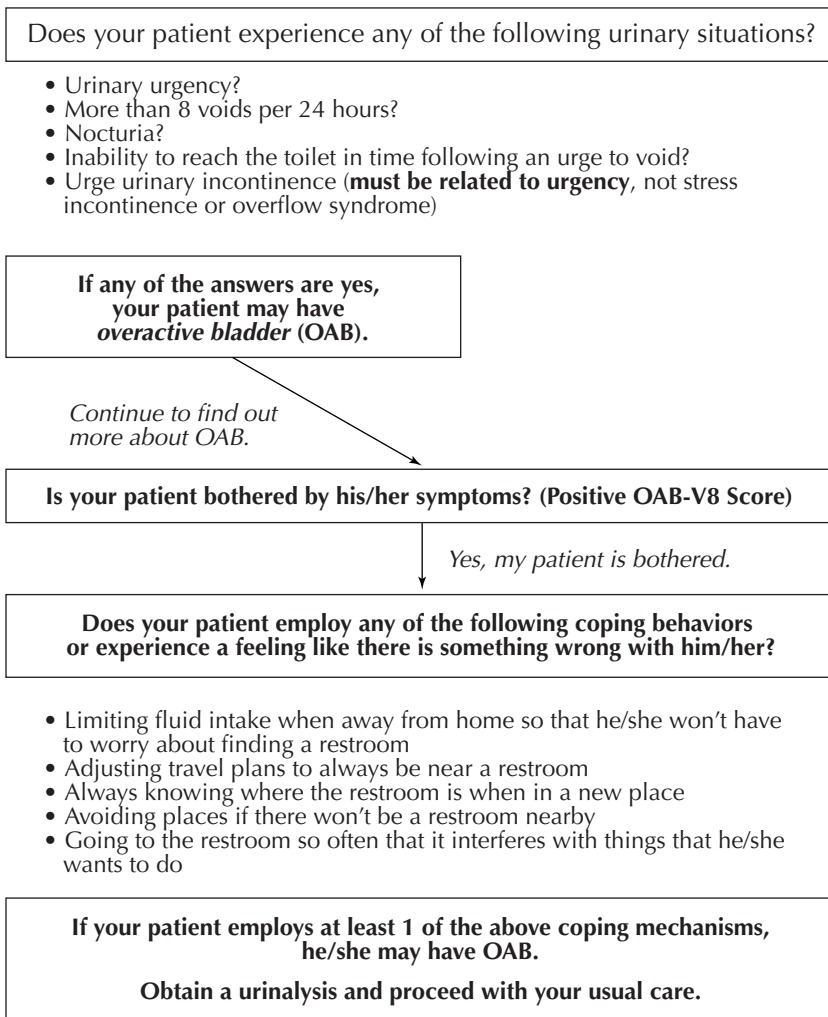 Does your patient experience any of the following urinary situations?
• Urinary urgency?
• More than 8 voids per 24 hours?
• Nocturia?
• Inability to reach the toilet in time following an urge to void?
• Urge urinary incontinence (must be related to urgency, not stress
incontinence or overflow syndrome)
If any of the answers are yes,
your patient may have
overactive bladder (OAB).
Continue to find out
more about OAB.
Is your patient bothered by his/her symptoms? (Positive OAB-V8 Score)
Yes, my patient is bothered.
Does your patient employ any of the following coping behaviors
or experience a feeling like there is something wrong with him/her?
• Limiting fluid intake when away from home so that he/she won’t have
to worry about finding a restroom
• Adjusting travel plans to always be near a restroom
• Always knowing where the restroom is when in a new place
• Avoiding places if there won’t be a restroom nearby
• Going to the restroom so often that it interferes with things that he/she
wants to do
If your patient employs at least 1 of the above coping mechanisms,
he/she may have OAB.
Obtain a urinalysis and proceed with your usual care.